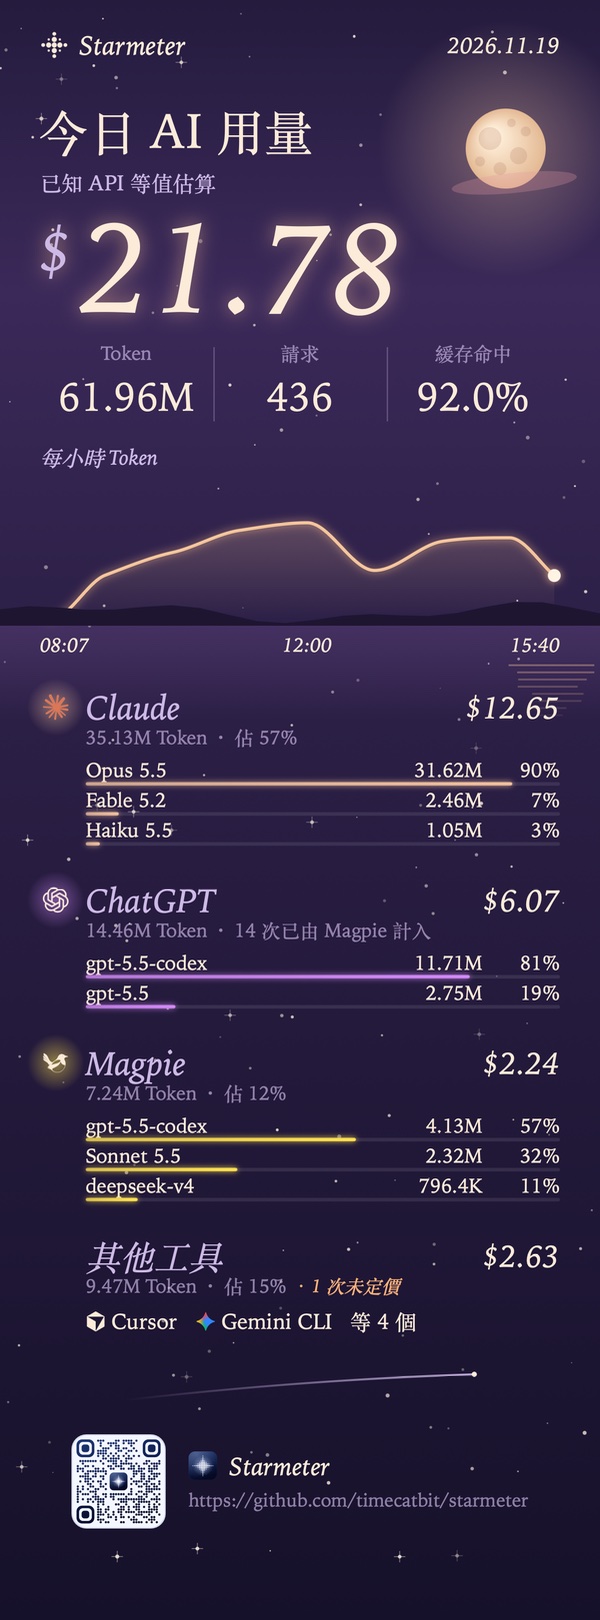 Starmeter 2026.11.19
今日 AI 用量
已知 API 等值估算
$21.78
Token 請求 緩存命中
61.96M 436 92.0%
每小時 Token
08:07 12:00 15:40
Claude $12.65
35.13M Token · 佔 57%
Opus 5.5 31.62M 90%
Fable 5.2 2.46M 7%
Haiku 5.5 1.05M 3%
ChatGPT $6.07
14.46M Token · 14 次已由 Magpie 計入
gpt-5.5-codex 11.71M 81%
gpt-5.5 2.75M 19%
Magpie $2.24
7.24M Token · 佔 12%
gpt-5.5-codex 4.13M 57%
Sonnet 5.5 2.32M 32%
deepseek-v4 796.4K 11%
其他工具 $2.63
9.47M Token · 佔 15% · 1 次未定價
Cursor Gemini CLI 等 4 個
Starmeter
https://github.com/timecatbit/starmeter